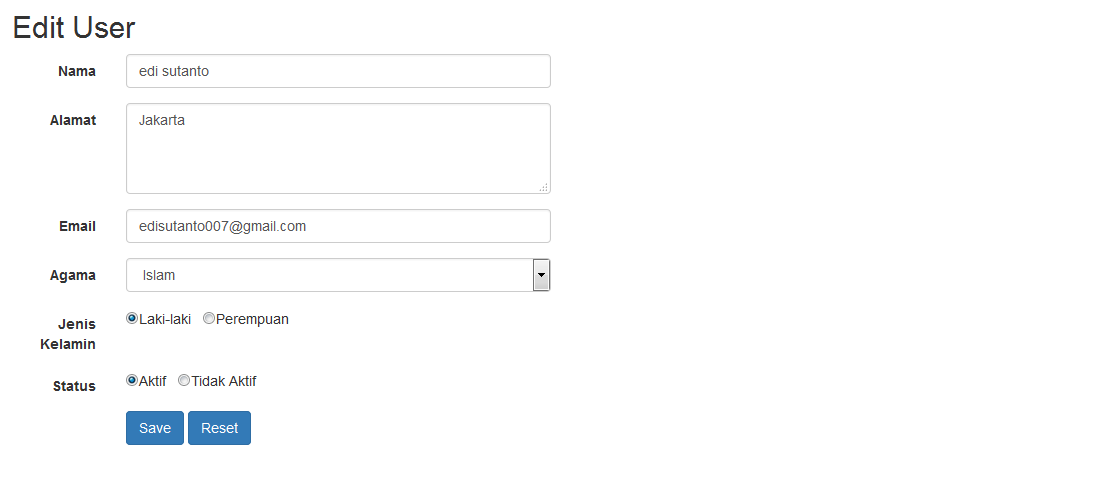 Edit User
Nama edi sutanto
Alamat Jakarta
Email edisutanto007@gmail.com
Agama Islam
Jenis Kelamin Laki-laki Perempuan
Status Aktif Tidak Aktif
Save Reset